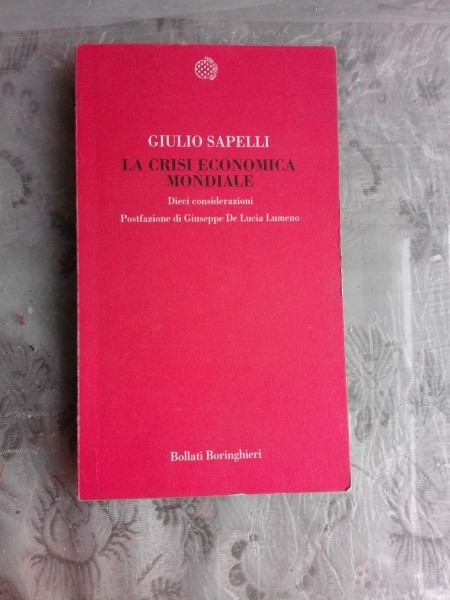 GIULIO SAPELLI
LA CRISI ECONOMICA
MONDIALE
Dieci considerazioni
Postfazione di Giuseppe De Lucia Lumeno
Bollati Boringhieri